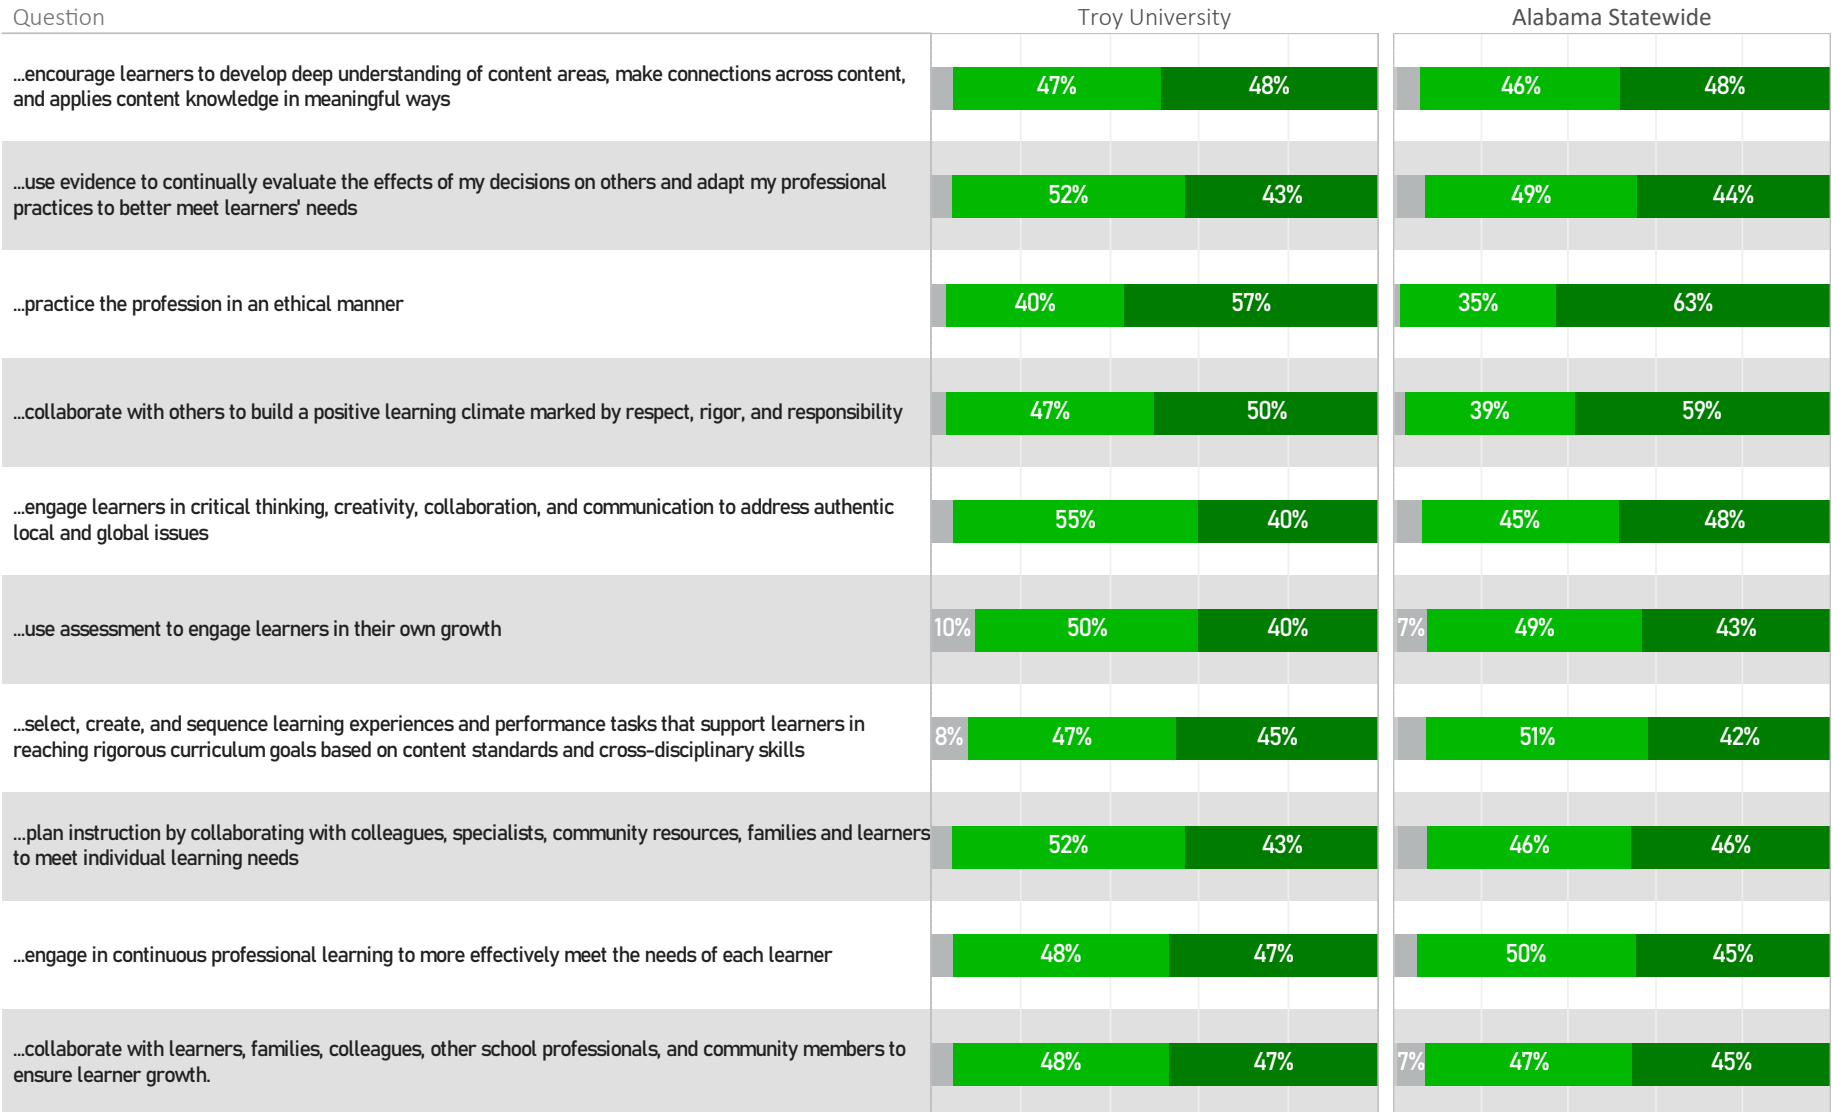 Question Troy University Alabama Statewide
...encourage learners to develop deep understanding of content areas, make connections across content,
and applies content knowledge in meaningful ways
47% 48% 46% 48%
...use evidence to continually evaluate the effects of my decisions on others and adapt my professional
practices to better meet learners' needs
52% 43% 49% 44%
...practice the profession in an ethical manner
40% 57% 35% 63%
...collaborate with others to build a positive learning climate marked by respect, rigor, and responsibility
47% 50% 39% 59%
...engage learners in critical thinking, creativity, collaboration, and communication to address authentic
local and global issues
55% 40% 45% 48%
...use assessment to engage learners in their own growth
10% 50% 40% 7% 49% 43%
...select, create, and sequence learning experiences and performance tasks that support learners in
reaching rigorous curriculum goals based on content standards and cross-disciplinary skills
8% 47% 45% 51% 42%
...plan instruction by collaborating with colleagues, specialists, community resources, families and learners
to meet individual learning needs
52% 43% 46% 46%
...engage in continuous professional learning to more effectively meet the needs of each learner
48% 47% 50% 45%
...collaborate with learners, families, colleagues, other school professionals, and community members to
ensure learner growth.
48% 47% 7% 47% 45%